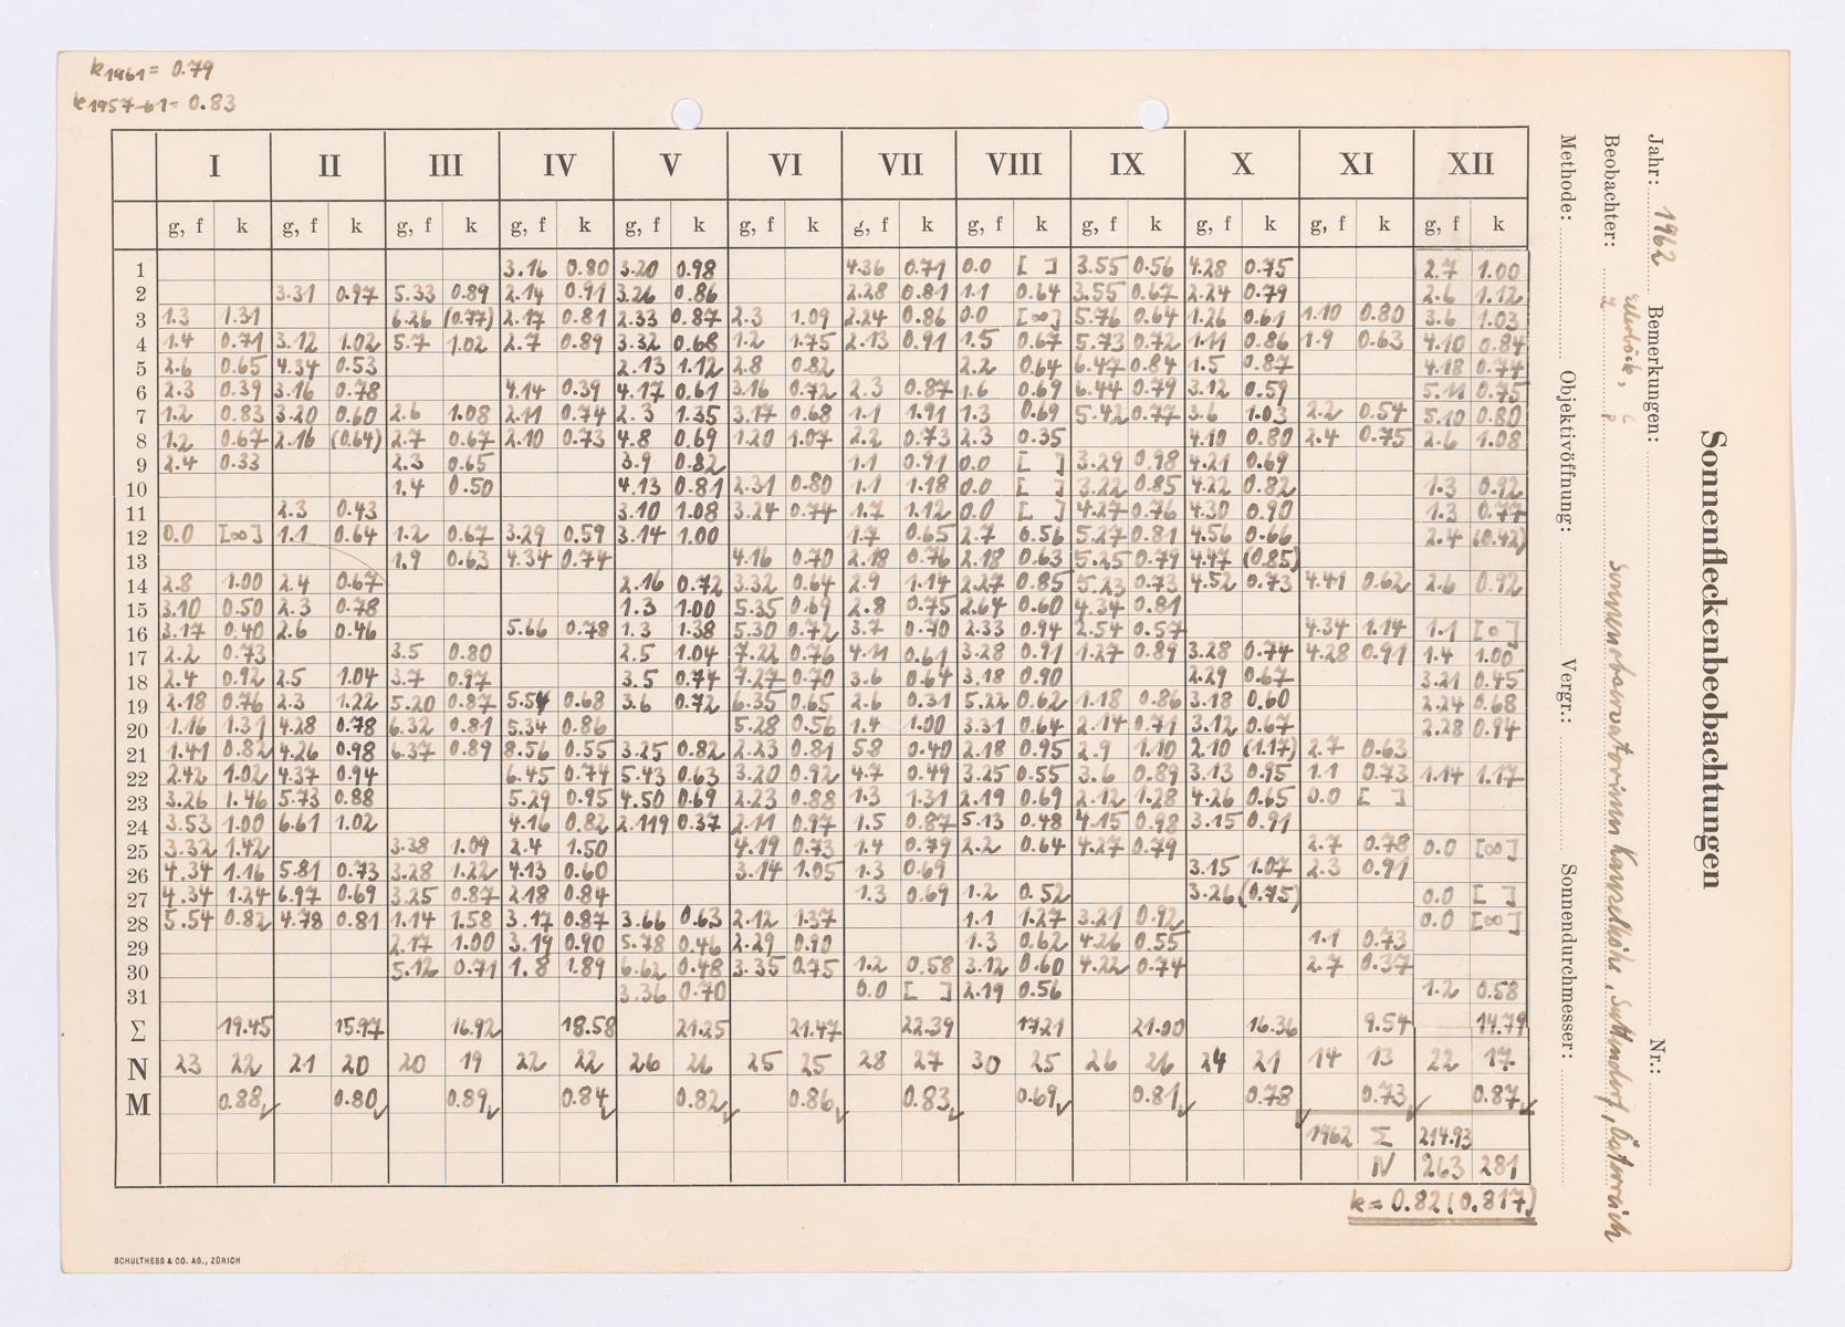 k1961= 0.79
k1957-61= 0.83
I II III IV V VI VII VIII IX X XI XII
g, f k g, f k g, f k g, f k g, f k g, f k g, f k g, f k g, f k g, f k g, f k g, f k
1 3.16 0.80 3.20 0.98 4.36 0.71 0.0 [ ] 3.55 0.56 4.28 0.75 2.7 1.00
2 3.31 0.97 5.33 0.89 2.14 0.91 3.26 0.86 2.28 0.81 1.1 0.64 3.55 0.67 2.24 0.79 2.6 1.12
3 1.3 1.31 6.26 (0.77) 2.17 0.81 2.33 0.87 2.3 1.09 2.24 0.86 0.0 [∞] 5.76 0.64 1.26 0.61 1.10 0.80 3.6 1.03
4 1.4 0.71 3.12 1.02 5.7 1.02 2.7 0.89 3.32 0.68 1.2 1.75 2.13 0.91 1.5 0.67 5.73 0.72 1.11 0.86 1.9 0.63 4.10 0.84
5 2.6 0.65 4.34 0.53 2.13 1.12 2.8 0.82 2.2 0.64 6.47 0.84 1.5 0.87 4.18 0.74
6 2.3 0.39 3.16 0.78 4.14 0.39 4.17 0.61 3.16 0.72 2.3 0.87 1.6 0.69 6.44 0.79 3.12 0.59 5.11 0.75
7 1.2 0.83 3.20 0.60 2.6 1.08 2.11 0.74 2.3 1.35 3.17 0.68 1.1 1.91 1.3 0.69 5.42 0.77 3.6 1.03 2.2 0.54 5.10 0.80
8 1.2 0.67 2.16 (0.64) 2.7 0.67 2.10 0.73 4.8 0.69 1.20 1.07 2.2 0.73 2.3 0.35 4.10 0.80 2.4 0.75 2.6 1.08
9 2.4 0.33 2.3 0.65 3.9 0.82 1.1 0.91 0.0 [ ] 3.29 0.98 4.21 0.69
10 1.4 0.50 4.13 0.81 2.31 0.80 1.1 1.18 0.0 [ ] 3.22 0.85 4.22 0.82 1.3 0.92
11 2.3 0.43 3.10 1.08 3.24 0.74 1.7 1.12 0.0 [ ] 4.27 0.76 4.30 0.90 1.3 0.77
12 0.0 [∞] 1.1 0.64 1.2 0.67 3.29 0.59 3.14 1.00 1.7 0.65 2.7 0.56 5.27 0.81 4.56 0.66 2.4 (0.42)
13 1.9 0.63 4.34 0.74 4.16 0.70 2.18 0.76 2.18 0.63 5.25 0.79 4.47 (0.85)
14 2.8 1.00 2.4 0.67 2.16 0.72 3.32 0.64 2.9 1.14 2.27 0.85 5.23 0.73 4.52 0.73 4.41 0.62 2.6 0.92
15 3.10 0.50 2.3 0.78 1.3 1.00 5.35 0.69 2.8 0.75 2.64 0.60 4.34 0.81
16 3.17 0.40 2.6 0.46 5.66 0.78 1.3 1.38 5.30 0.72 3.7 0.70 2.33 0.94 2.54 0.57 4.34 1.14 1.1 [0]
17 2.2 0.73 3.5 0.80 2.5 1.04 7.22 0.76 4.11 0.61 3.28 0.91 1.27 0.89 3.28 0.74 4.28 0.91 1.4 1.00
18 2.4 0.92 2.5 1.04 3.7 0.97 3.5 0.74 7.27 0.70 3.6 0.64 3.18 0.90 2.29 0.67 3.21 0.45
19 2.18 0.76 2.3 1.22 5.20 0.87 5.54 0.68 3.6 0.72 6.35 0.65 2.6 0.31 5.22 0.62 1.18 0.86 3.18 0.60 2.24 0.68
20 1.16 1.31 4.28 0.78 6.32 0.81 5.34 0.86 5.28 0.56 1.4 1.00 3.31 0.64 2.14 0.71 3.12 0.67 2.28 0.94
21 1.41 0.82 4.26 0.98 6.37 0.89 8.56 0.55 3.25 0.82 2.23 0.81 5.8 0.40 2.18 0.95 2.9 1.10 2.10 (1.17) 2.7 0.63
22 2.42 1.02 4.37 0.94 6.45 0.74 5.43 0.63 3.20 0.92 4.7 0.49 3.25 0.55 3.6 0.89 3.13 0.95 1.1 0.73 1.14 1.17
23 3.26 1.46 5.73 0.88 5.29 0.95 4.50 0.69 2.23 0.88 1.3 1.31 2.19 0.69 2.12 1.28 4.26 0.65 0.0 [ ]
24 3.53 1.00 6.61 1.02 4.16 0.82 2.119 0.37 2.11 0.97 1.5 0.87 5.13 0.48 4.15 0.98 3.15 0.91
25 3.32 1.42 3.38 1.09 2.4 1.50 4.19 0.73 1.4 0.79 2.2 0.64 4.27 0.79 2.7 0.78 0.0 [∞]
26 4.34 1.16 5.81 0.73 3.28 1.22 4.13 0.60 3.14 1.05 1.3 0.69 3.15 1.07 2.3 0.91
27 4.34 1.24 6.97 0.69 3.25 0.87 2.18 0.84 1.3 0.69 1.2 0.52 3.26 (0.75) 0.0 [ ]
28 5.54 0.82 4.78 0.81 1.14 1.58 3.17 0.87 3.66 0.63 2.12 1.37 1.1 1.27 3.21 0.92 0.0 [∞]
29 2.17 1.00 3.19 0.90 5.78 0.46 2.29 0.90 1.3 0.62 4.26 0.55 1.1 0.73
30 5.12 0.71 1.8 1.89 6.62 0.48 3.35 0.75 1.2 0.58 3.12 0.60 4.22 0.74 2.7 0.37
31 3.36 0.70 0.0 [ ] 2.19 0.56 1.2 0.58
Σ 19.45 15.97 16.92 18.58 21.25 21.47 22.39 17.21 21.00 16.36 9.54 14.79
N 23 22 21 20 20 19 22 22 26 26 25 25 28 27 30 25 26 26 24 21 14 13 22 17
M 0.88 0.80 0.89 0.84 0.82 0.86 0.83 0.69 0.81 0.78 0.73 0.87
1962 Σ 214.93
N 263 281
k = 0.82 (0.817)
SCHULTHESS & CO. AG., ZÜRICH
Sonnenfleckenbeobachtungen
Jahr: 1962 Bemerkungen: Nr.:
Beobachter: Sonnenobservatorium Kanzelhöhe, Sattendorf, Österreich
Methode: Objektivöffnung: Vergr.: Sonnendurchmesser: